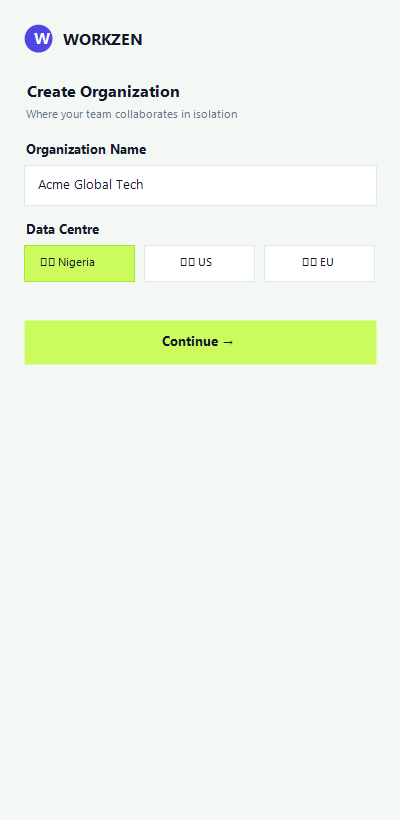 W WORKZEN
Create Organization
Where your team collaborates in isolation
Organization Name
Acme Global Tech
Data Centre
Nigeria US EU
Continue →